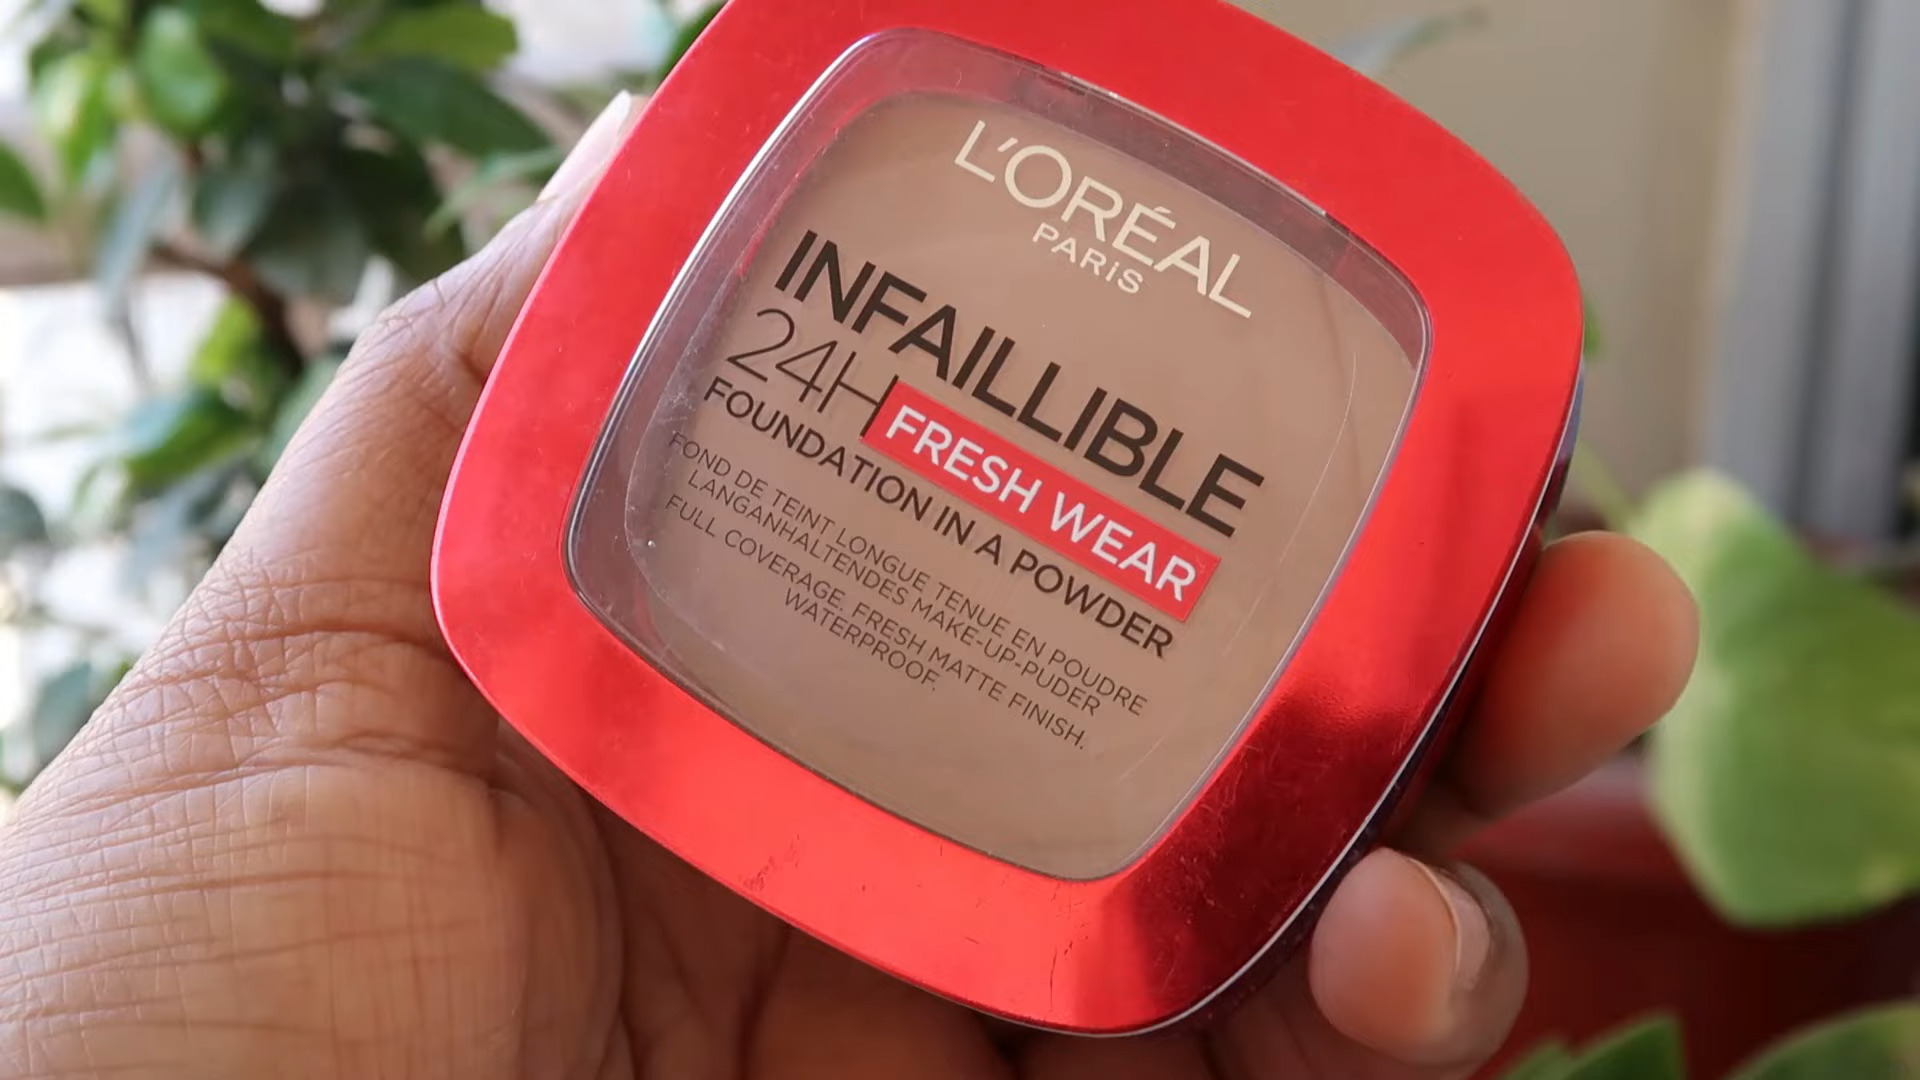 L'ORÉAL
PARiS
INFAILLIBLE
24H FRESH WEAR
FOUNDATION IN A POWDER
FOND DE TEINT LONGUE TENUE EN POUDRE
LANGANHALTENDES MAKE-UP-PUDER
FULL COVERAGE. FRESH MATTE FINISH.
WATERPROOF.